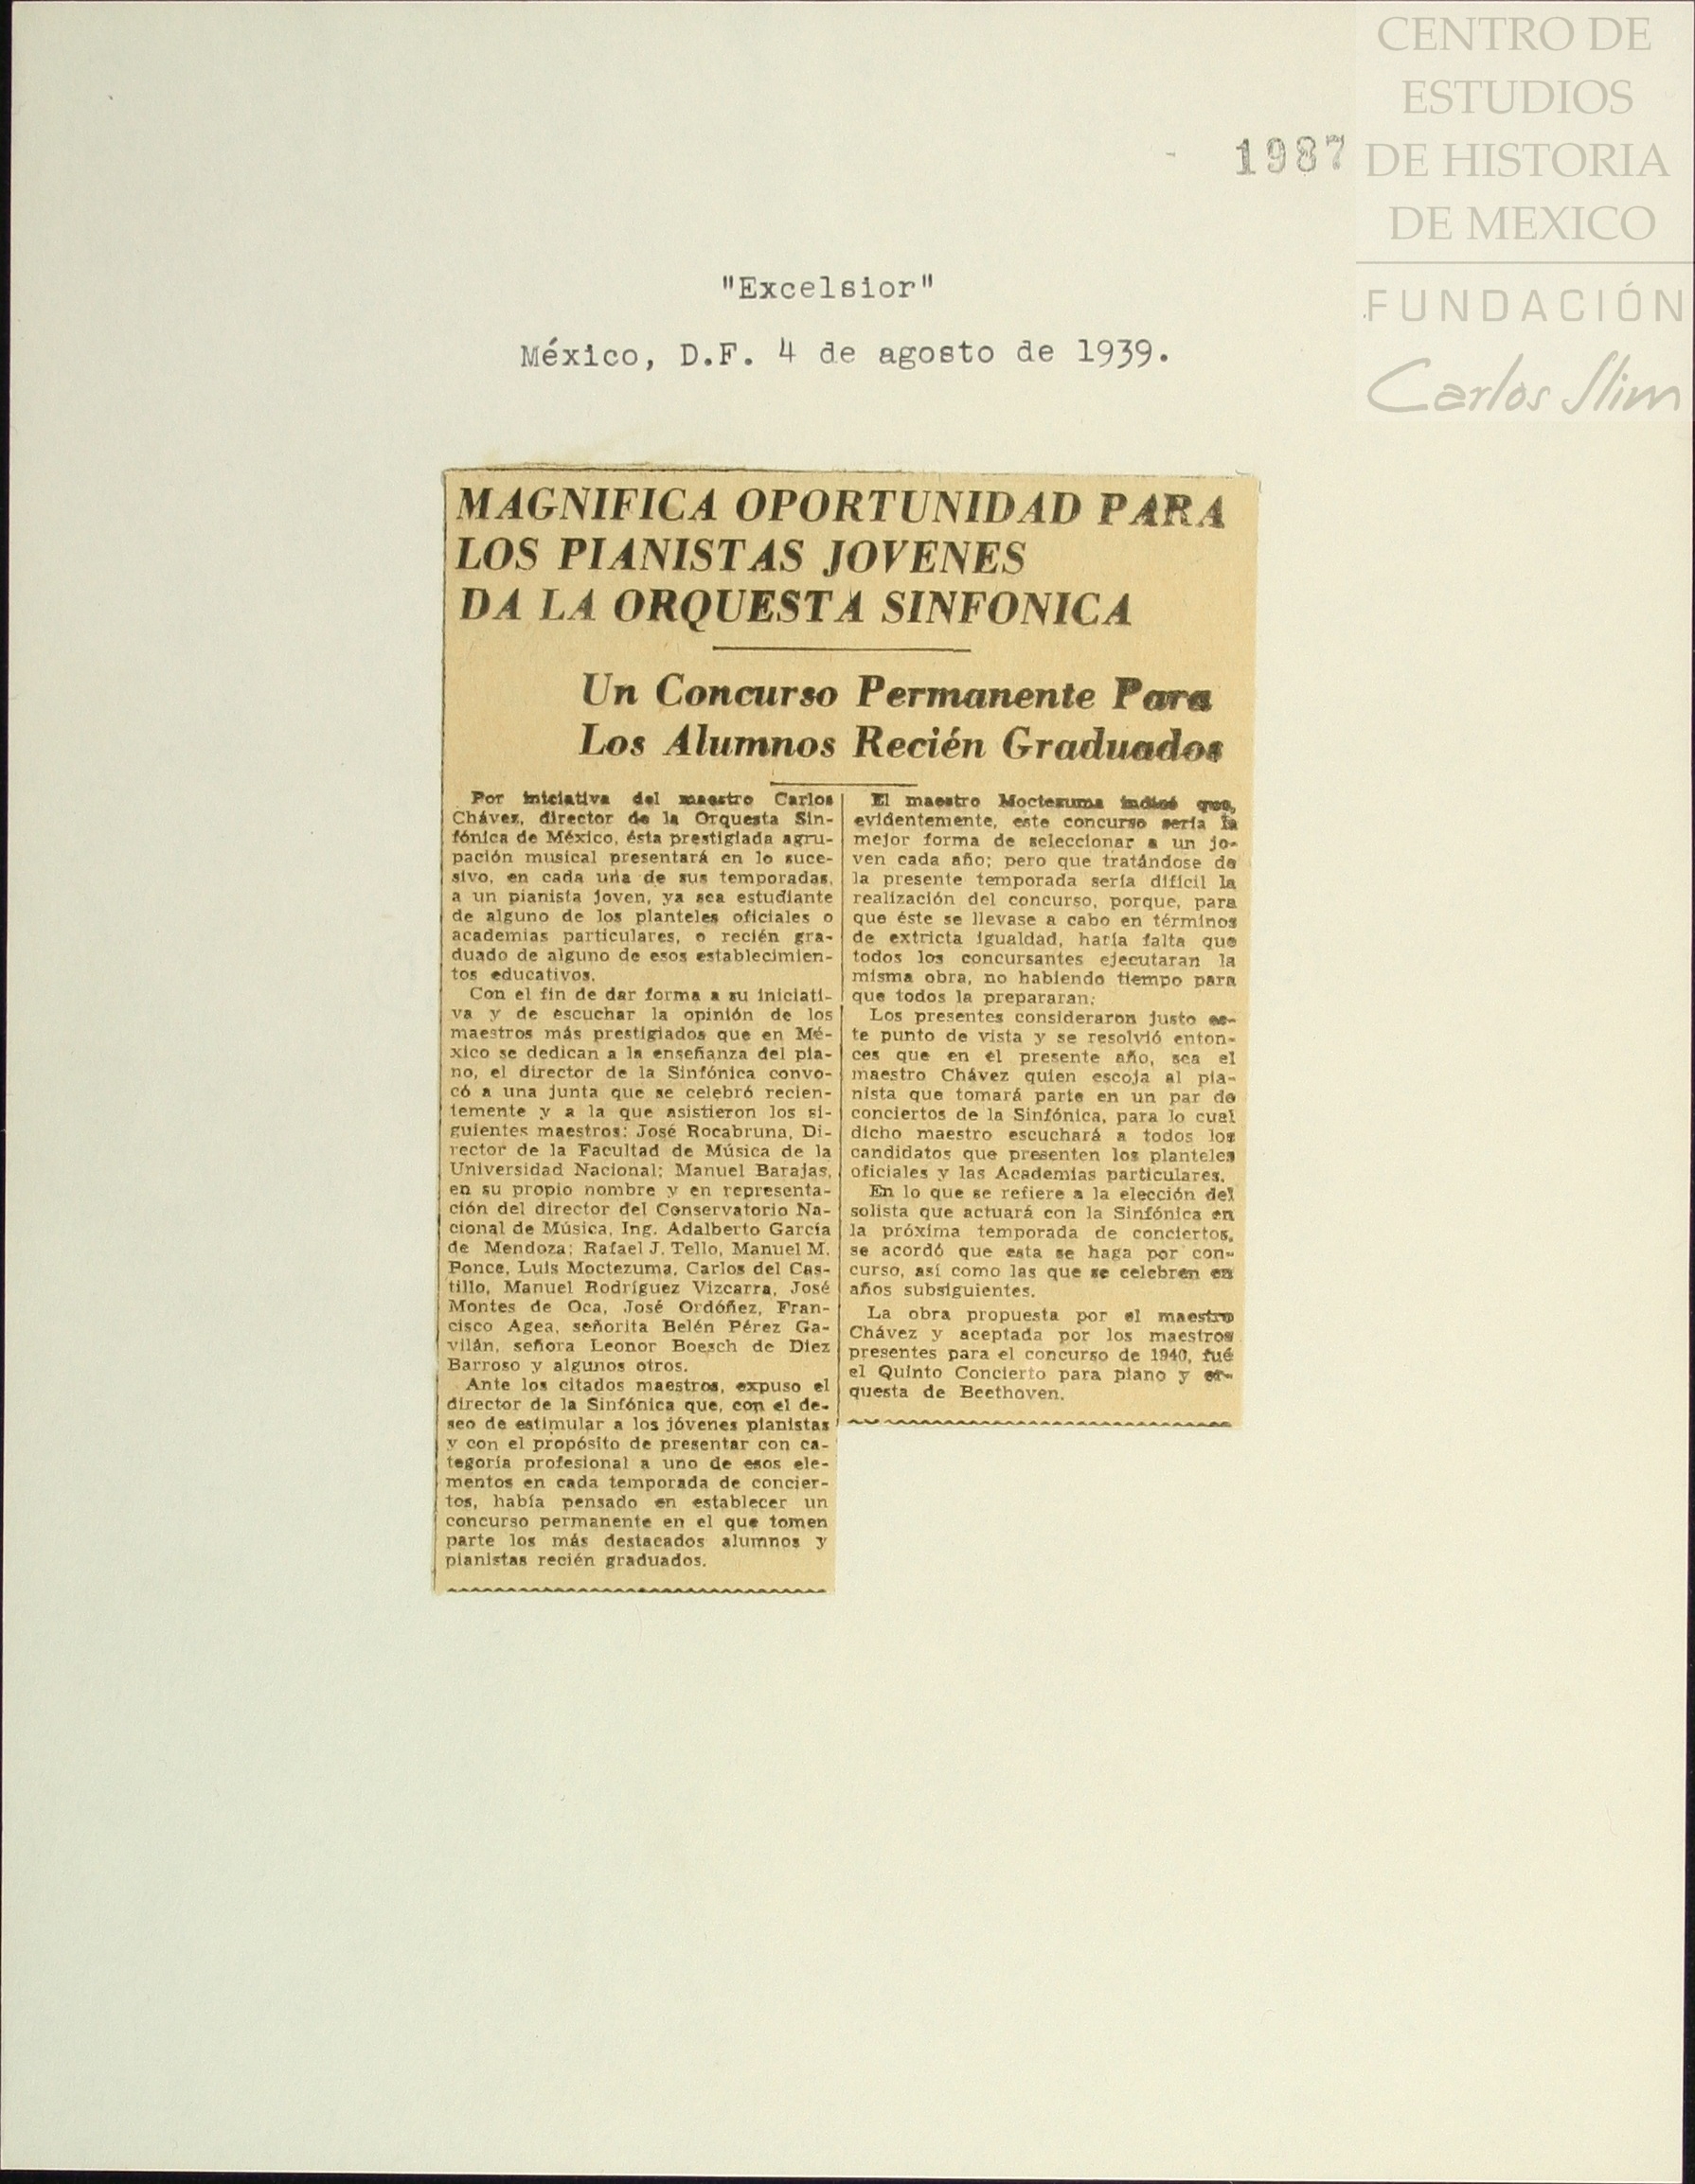 CENTRO DE
ESTUDIOS
DE HISTORIA
DE MEXICO
FUNDACIÓN
Carlos Slim
1987
"Excelsior"
México, D.F. 4 de agosto de 1939.
MAGNIFICA OPORTUNIDAD PARA
LOS PIANISTAS JOVENES
DA LA ORQUESTA SINFONICA
Un Concurso Permanente Para
Los Alumnos Recién Graduados
Por iniciativa del maestro Carlos
Chávez, director de la Orquesta Sin-
fónica de México, ésta prestigiada agru-
pación musical presentará en lo suce-
sivo, en cada una de sus temporadas,
a un pianista joven, ya sea estudiante
de alguno de los planteles oficiales o
academias particulares, o recién gra-
duado de alguno de esos establecimien-
tos educativos.
Con el fin de dar forma a su iniciati-
va y de escuchar la opinión de los
maestros más prestigiados que en Mé-
xico se dedican a la enseñanza del pia-
no, el director de la Sinfónica convo-
có a una junta que se celebró recien-
temente y a la que asistieron los si-
guientes maestros: José Rocabruna, Di-
rector de la Facultad de Música de la
Universidad Nacional; Manuel Barajas,
en su propio nombre y en representa-
ción del director del Conservatorio Na-
cional de Música, Ing. Adalberto García
de Mendoza; Rafael J. Tello, Manuel M.
Ponce, Luis Moctezuma, Carlos del Cas-
tillo, Manuel Rodríguez Vizcarra, José
Montes de Oca, José Ordóñez, Fran-
cisco Agea, señorita Belén Pérez Ga-
vilán, señora Leonor Boesch de Diez
Barroso y algunos otros.
Ante los citados maestros, expuso el
director de la Sinfónica que, con el de-
seo de estimular a los jóvenes pianistas
y con el propósito de presentar con ca-
tegoría profesional a uno de esos ele-
mentos en cada temporada de concier-
tos, había pensado en establecer un
concurso permanente en el que tomen
parte los más destacados alumnos y
pianistas recién graduados.
El maestro Moctezuma indicó que,
evidentemente, este concurso sería la
mejor forma de seleccionar a un jo-
ven cada año; pero que tratándose de
la presente temporada sería difícil la
realización del concurso, porque, para
que éste se llevase a cabo en términos
de extricta igualdad, haría falta que
todos los concursantes ejecutaran la
misma obra, no habiendo tiempo para
que todos la prepararan.
Los presentes consideraron justo es-
te punto de vista y se resolvió enton-
ces que en el presente año, sea el
maestro Chávez quien escoja al pia-
nista que tomará parte en un par de
conciertos de la Sinfónica, para lo cual
dicho maestro escuchará a todos los
candidatos que presenten los planteles
oficiales y las Academias particulares.
En lo que se refiere a la elección del
solista que actuará con la Sinfónica en
la próxima temporada de conciertos,
se acordó que esta se haga por con-
curso, así como las que se celebren en
años subsiguientes.
La obra propuesta por el maestro
Chávez y aceptada por los maestros
presentes para el concurso de 1940, fué
el Quinto Concierto para piano y or-
questa de Beethoven.